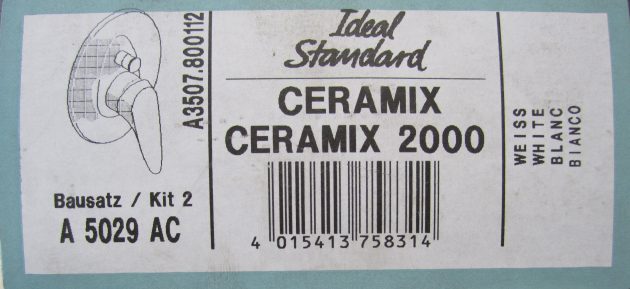 Ideal
Standard
CERAMIX
CERAMIX 2000
A3507.800112
Bausatz / Kit 2
A 5029 AC
4 015413 758314
WEISS
WHITE
BLANC
BIANCO